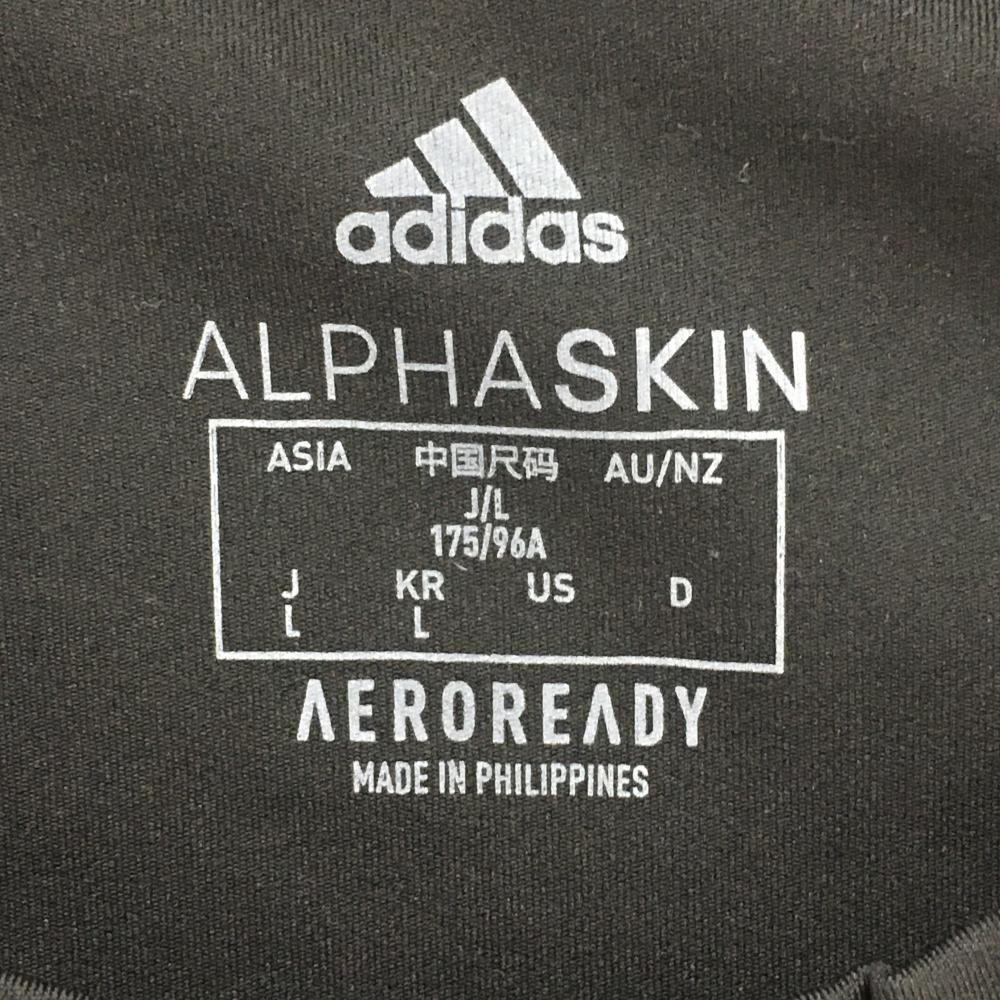 adidas
ALPHASKIN
ASIA 中国尺码 AU/NZ
J/L
175/96A
J KR US D
L L
AEROREADY
MADE IN PHILIPPINES